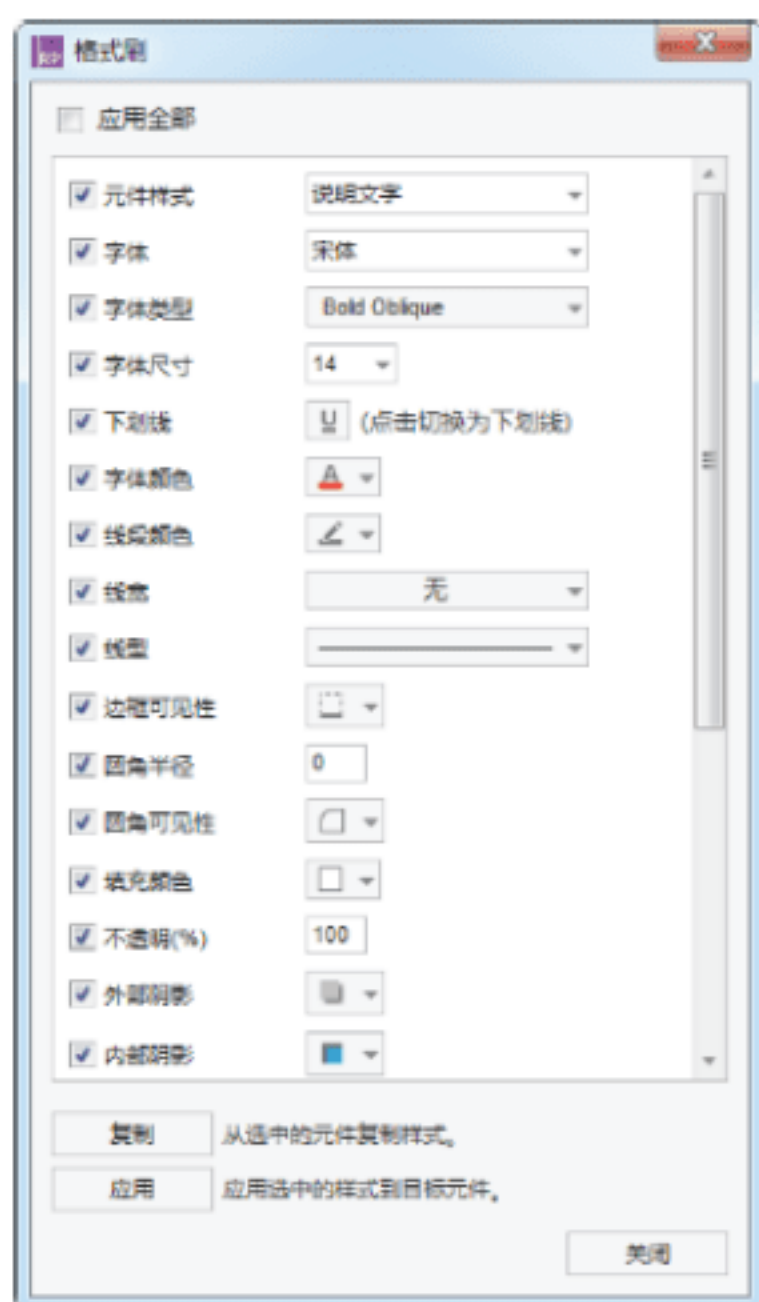 RP 格式刷
应用全部
元件样式 说明文字
字体 宋体
字体类型 Bold Oblique
字体尺寸 14
下划线 U (点击切换为下划线)
字体颜色 A
线段颜色
线宽 无
线型
边框可见性
圆角半径 0
圆角可见性
填充颜色
不透明(%) 100
外部阴影
内部阴影
复制 从选中的元件复制样式。
应用 应用选中的样式到目标元件。
关闭